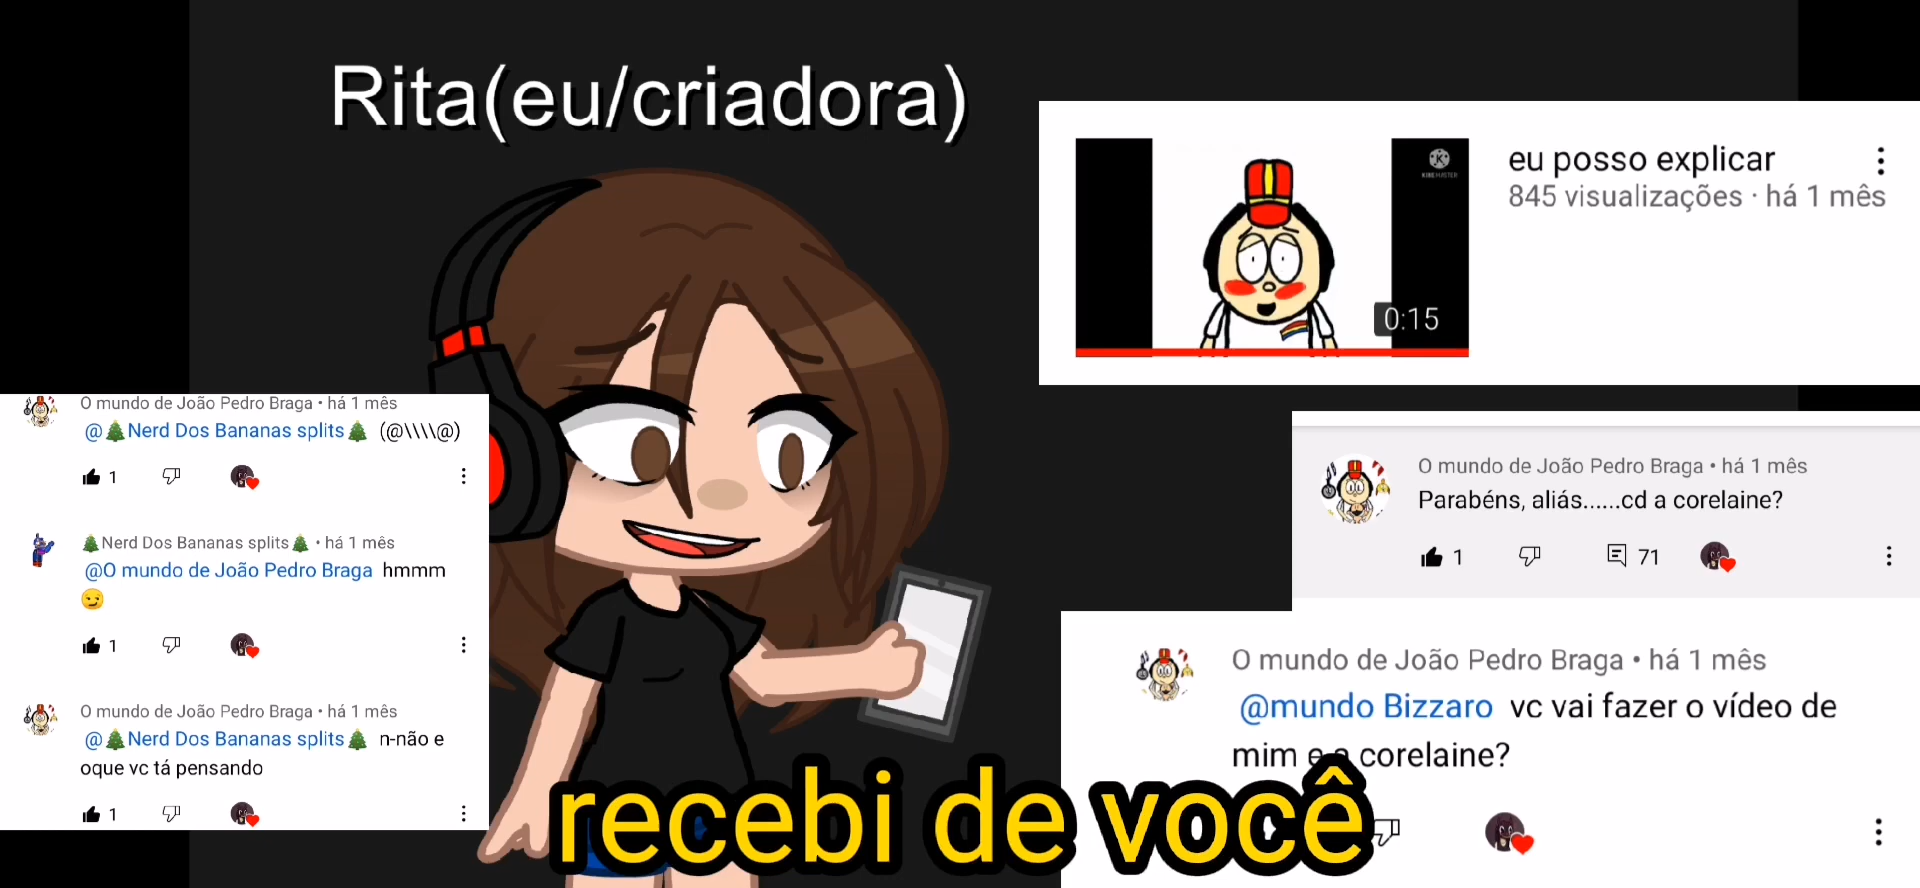 Rita(eu/criadora)
KINEMASTER
0:15
eu posso explicar
845 visualizações · há 1 mês
O mundo de João Pedro Braga • há 1 mês
@🎄Nerd Dos Bananas splits🎄 (@\\\\@)
1
🎄Nerd Dos Bananas splits🎄 • há 1 mês
@O mundo de João Pedro Braga hmmm
😏
1
O mundo de João Pedro Braga • há 1 mês
@🎄Nerd Dos Bananas splits🎄 n-não e
oque vc tá pensando
1
O mundo de João Pedro Braga • há 1 mês
Parabéns, aliás......cd a corelaine?
1 71
O mundo de João Pedro Braga • há 1 mês
@mundo Bizzaro vc vai fazer o vídeo de
mim e a corelaine?
recebi de você